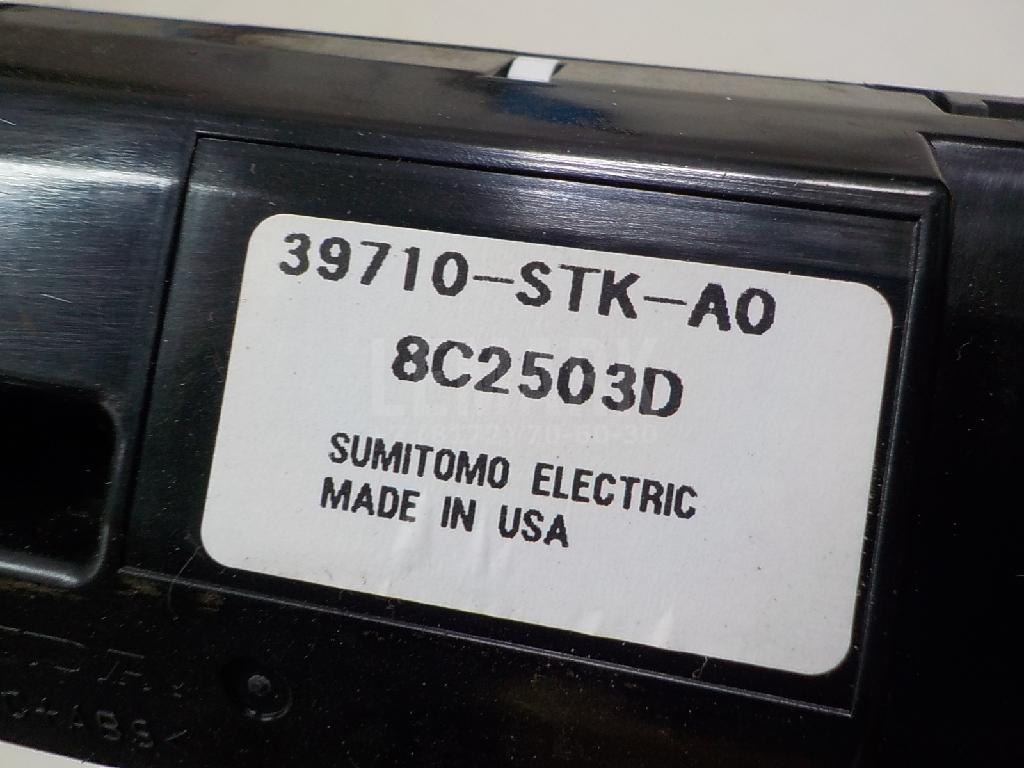 39710-STK-A0
8C2503D
SUMITOMO ELECTRIC
MADE IN USA